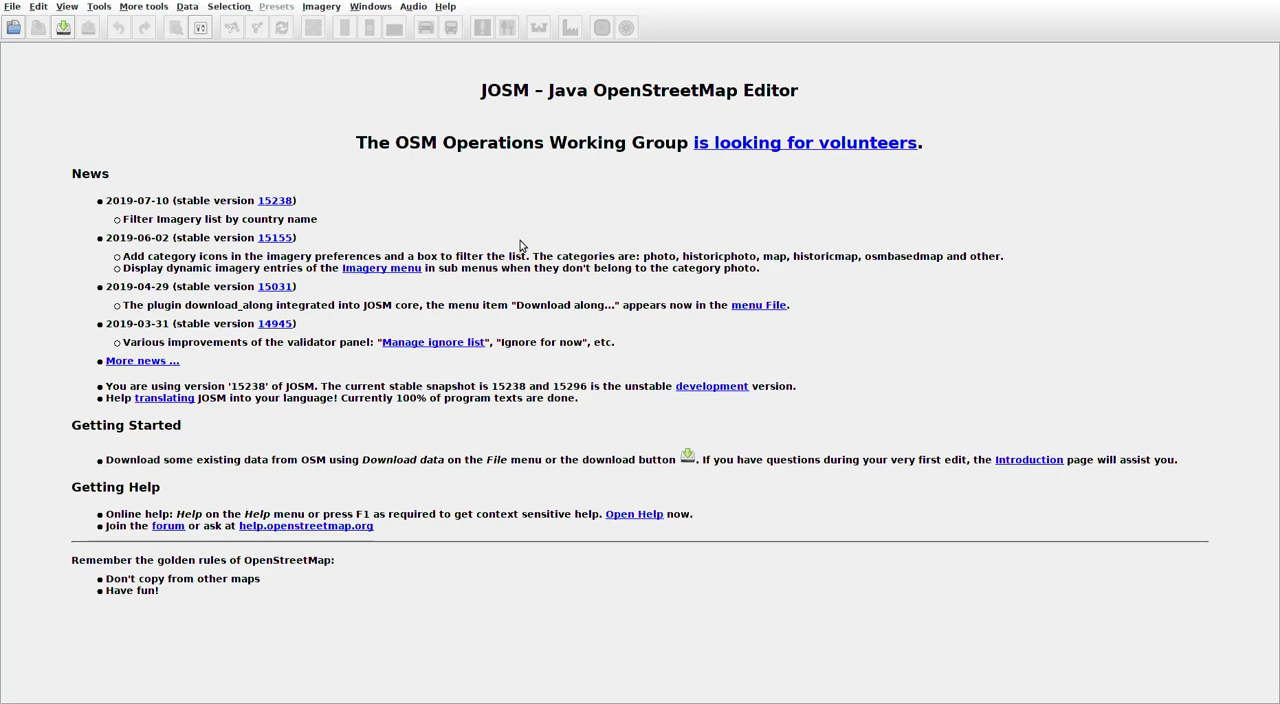 File Edit View Tools More tools Data Selection Presets Imagery Windows Audio Help
JOSM – Java OpenStreetMap Editor
The OSM Operations Working Group is looking for volunteers.
News
2019-07-10 (stable version 15238)
Filter Imagery list by country name
2019-06-02 (stable version 15155)
Add category icons in the imagery preferences and a box to filter the list. The categories are: photo, historicphoto, map, historicmap, osmbasedmap and other.
Display dynamic imagery entries of the Imagery menu in sub menus when they don't belong to the category photo.
2019-04-29 (stable version 15031)
The plugin download_along integrated into JOSM core, the menu item "Download along..." appears now in the menu File.
2019-03-31 (stable version 14945)
Various improvements of the validator panel: "Manage ignore list", "Ignore for now", etc.
More news ...
You are using version '15238' of JOSM. The current stable snapshot is 15238 and 15296 is the unstable development version.
Help translating JOSM into your language! Currently 100% of program texts are done.
Getting Started
Download some existing data from OSM using Download data on the File menu or the download button . If you have questions during your very first edit, the Introduction page will assist you.
Getting Help
Online help: Help on the Help menu or press F1 as required to get context sensitive help. Open Help now.
Join the forum or ask at help.openstreetmap.org
Remember the golden rules of OpenStreetMap:
Don't copy from other maps
Have fun!